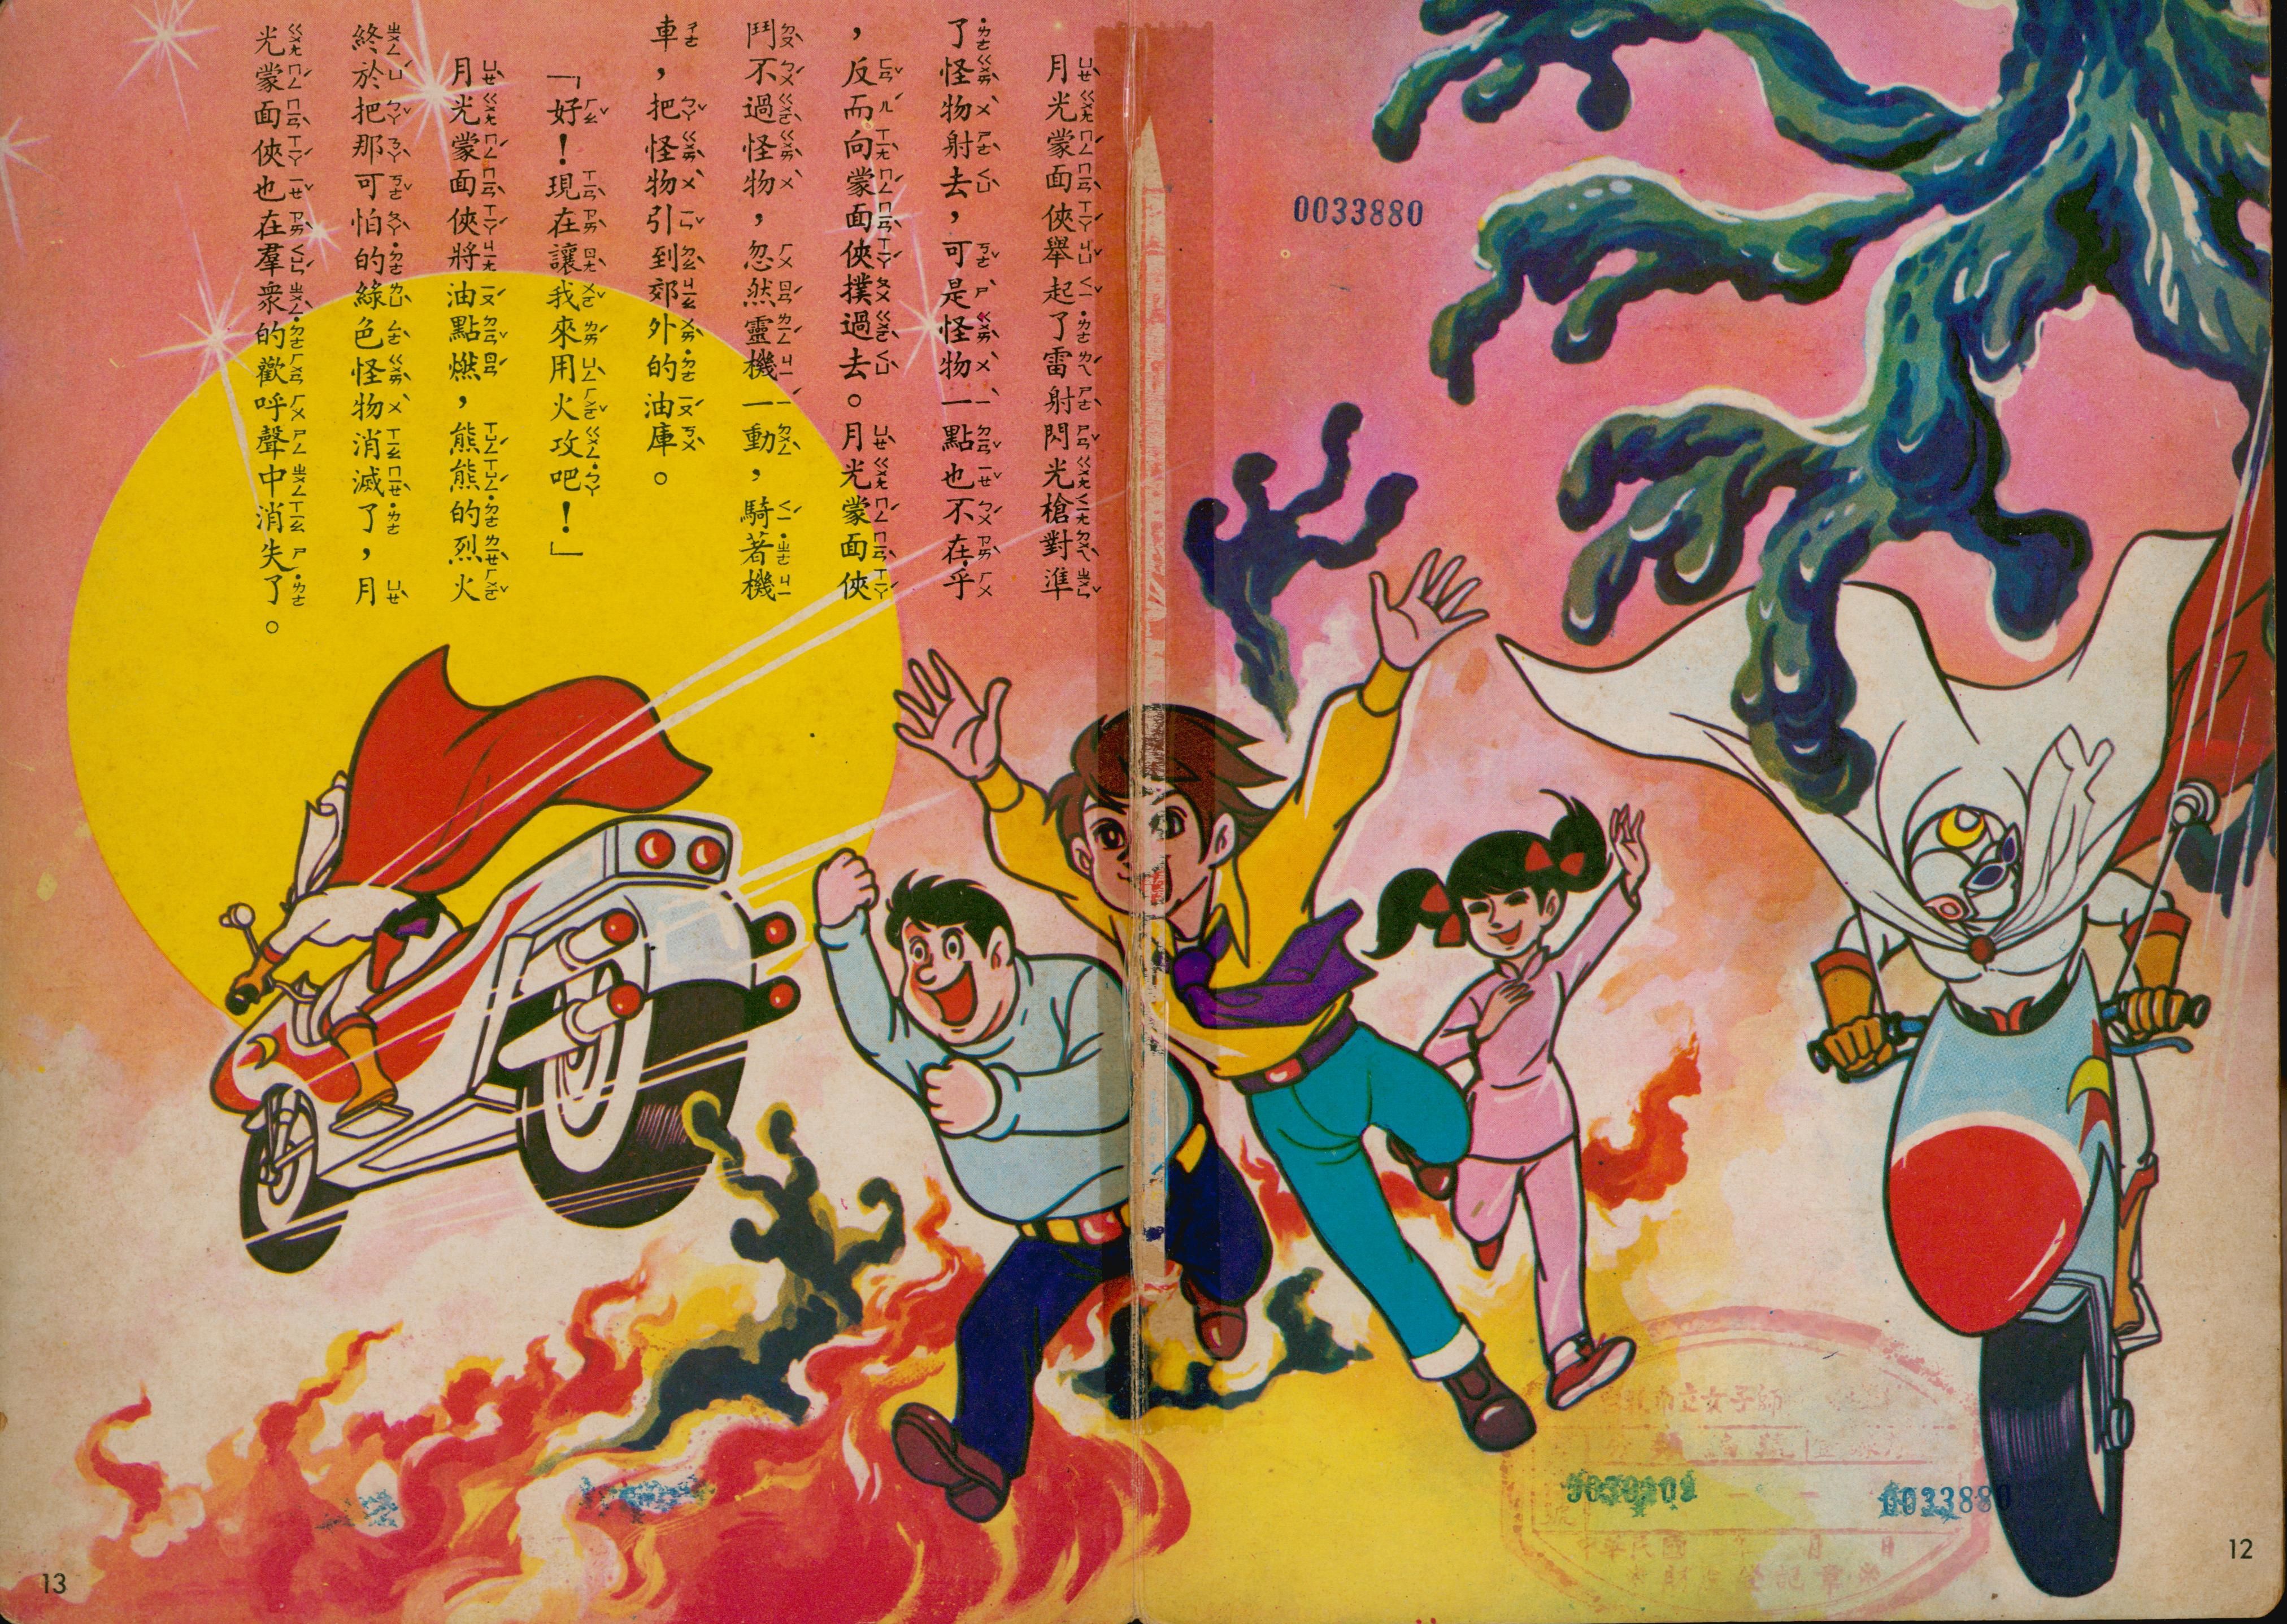 月光蒙面俠舉起了雷射閃光槍對準
了怪物射去，可是怪物一點也不在乎
，反而向蒙面俠撲過去。月光蒙面俠
鬥不過怪物，忽然靈機一動，騎著機
車，把怪物引到郊外的油庫。
「好！現在讓我來用火攻吧！」
月光蒙面俠將油點燃，熊熊的烈火
終於把那可怕的綠色怪物消滅了，月
光蒙面俠也在羣衆的歡呼聲中消失了。
0033880
0033880
12
13